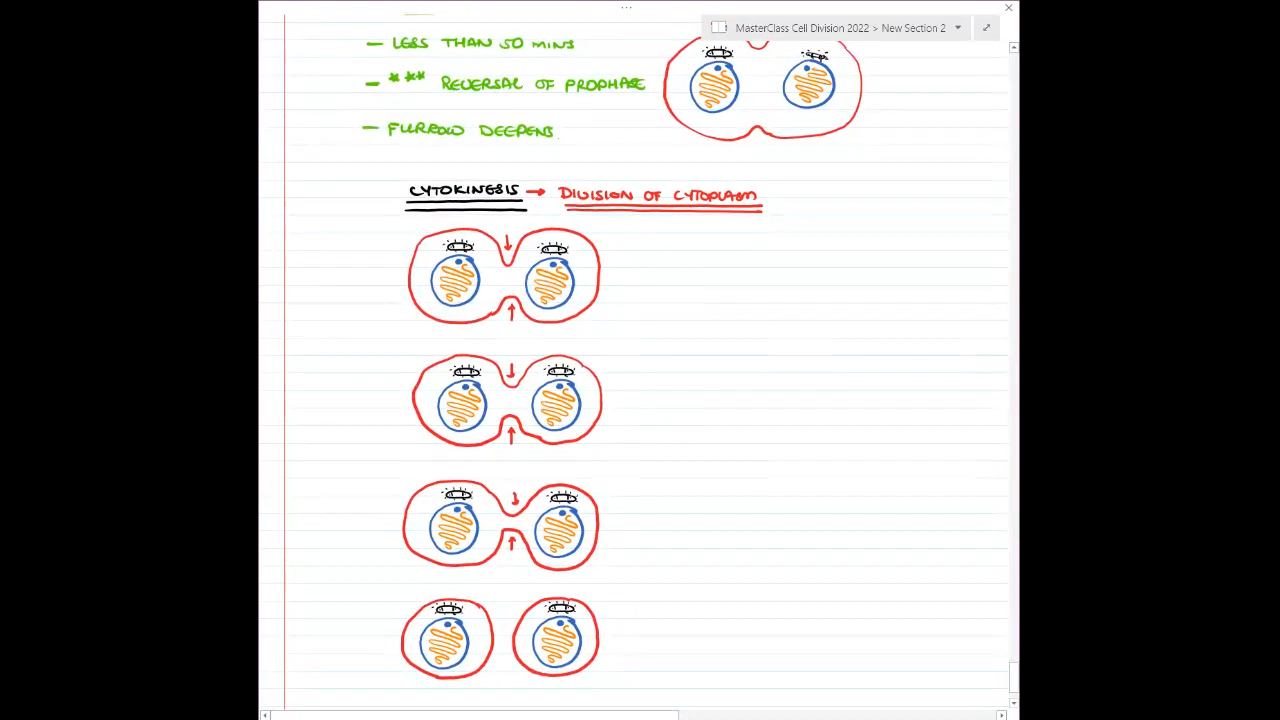 MasterClass Cell Division 2022 > New Section 2
— LESS THAN 50 MINS
— *** REVERSAL OF PROPHASE
— FURROW DEEPENS.
CYTOKINESIS → DIVISION OF CYTOPLASM